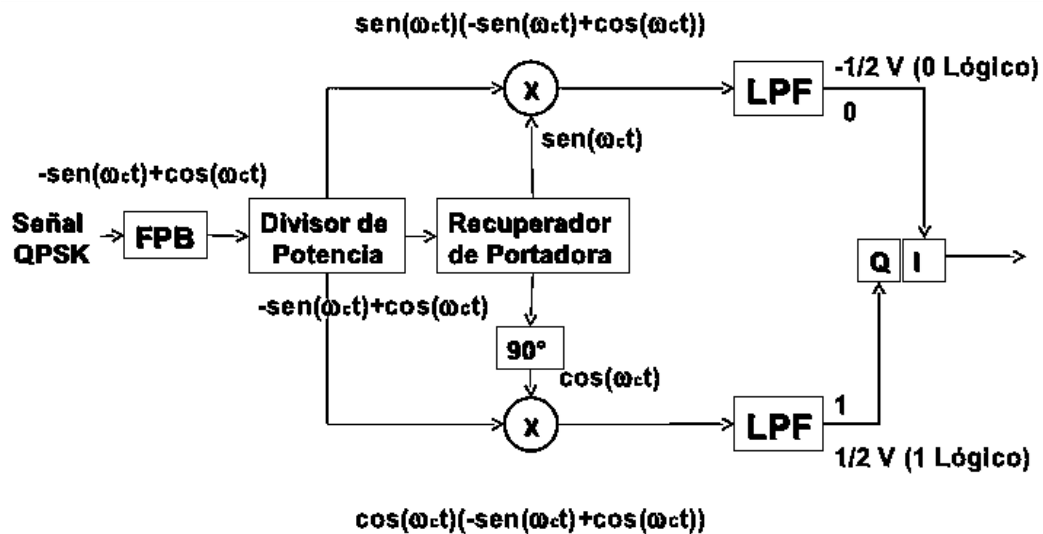 sen(ωct)(-sen(ωct)+cos(ωct))
x
LPF
-1/2 V (0 Lógico)
0
sen(ωct)
-sen(ωct)+cos(ωct)
Señal
QPSK
FPB
Divisor de
Potencia
Recuperador
de Portadora
Q
I
-sen(ωct)+cos(ωct)
90°
cos(ωct)
x
LPF
1
1/2 V (1 Lógico)
cos(ωct)(-sen(ωct)+cos(ωct))